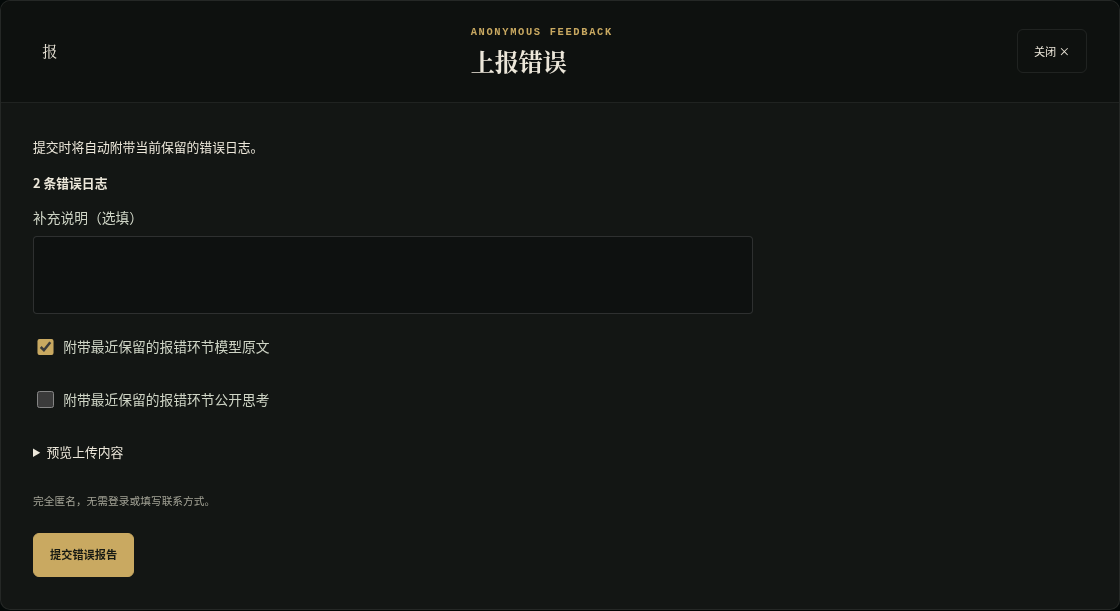 报
ANONYMOUS FEEDBACK
上报错误
关闭 ×
提交时将自动附带当前保留的错误日志。
2 条错误日志
补充说明（选填）
附带最近保留的报错环节模型原文
附带最近保留的报错环节公开思考
▶ 预览上传内容
完全匿名，无需登录或填写联系方式。
提交错误报告